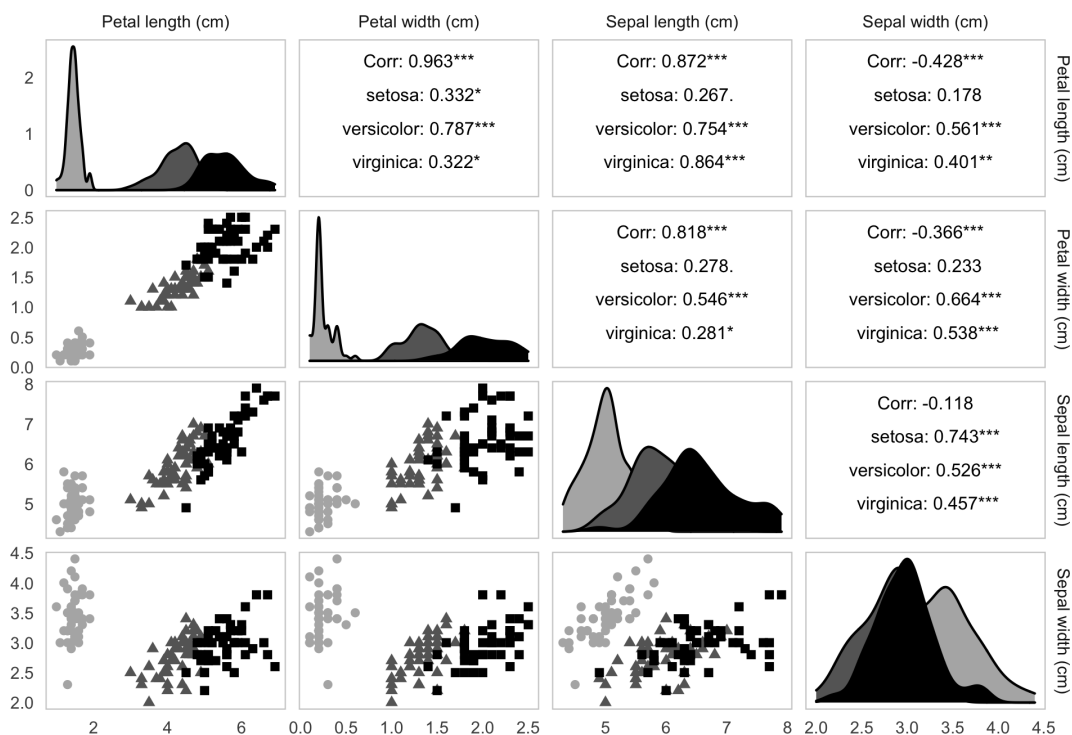 Petal length (cm)
Petal width (cm)
Sepal length (cm)
Sepal width (cm)
2
1
0
Corr: 0.963***
setosa: 0.332*
versicolor: 0.787***
virginica: 0.322*
Corr: 0.872***
setosa: 0.267.
versicolor: 0.754***
virginica: 0.864***
Corr: -0.428***
setosa: 0.178
versicolor: 0.561***
virginica: 0.401**
Petal length (cm)
2.5
2.0
1.5
1.0
0.5
0.0
Corr: 0.818***
setosa: 0.278.
versicolor: 0.546***
virginica: 0.281*
Corr: -0.366***
setosa: 0.233
versicolor: 0.664***
virginica: 0.538***
Petal width (cm)
8
7
6
5
Corr: -0.118
setosa: 0.743***
versicolor: 0.526***
virginica: 0.457***
Sepal length (cm)
4.5
4.0
3.5
3.0
2.5
2.0
Sepal width (cm)
2 4 6
0.0 0.5 1.0 1.5 2.0 2.5
5 6 7 8
2.0 2.5 3.0 3.5 4.0 4.5